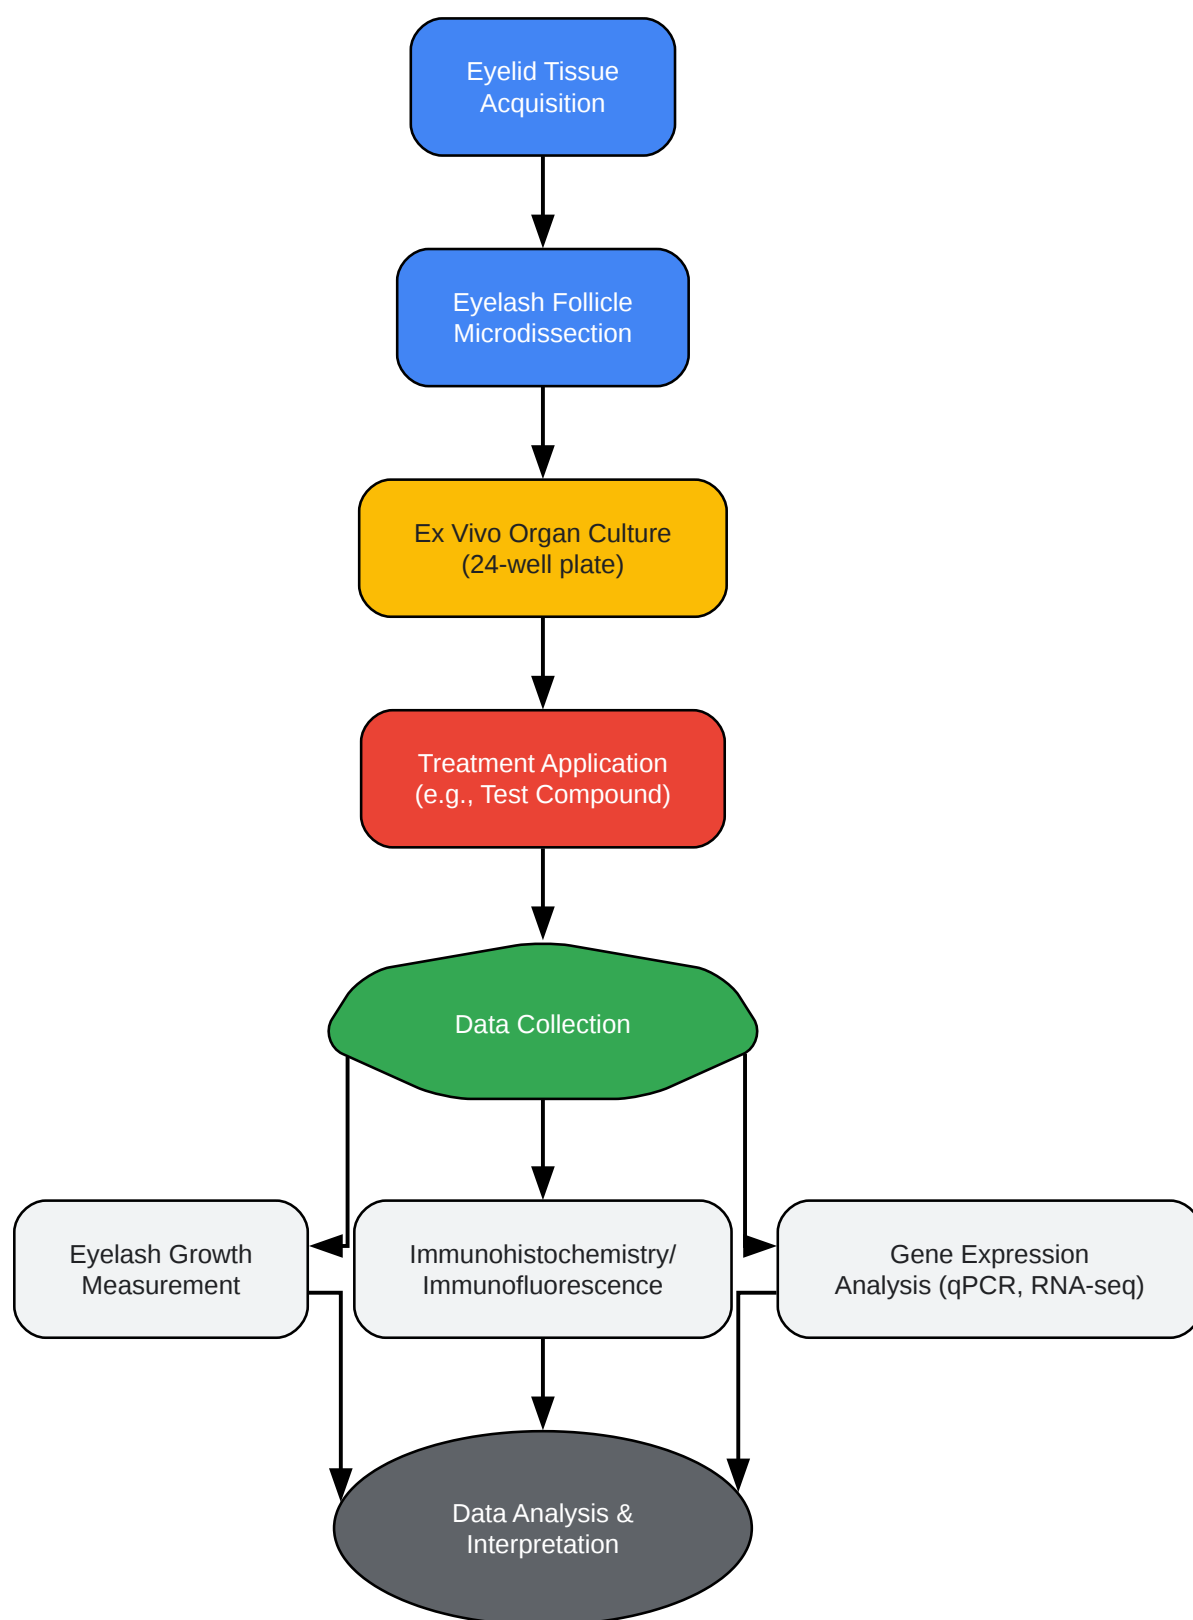 Eyelid Tissue
Acquisition
Eyelash Follicle
Microdissection
Ex Vivo Organ Culture
(24-well plate)
Treatment Application
(e.g., Test Compound)
Data Collection
Eyelash Growth
Measurement
Immunohistochemistry/
Immunofluorescence
Gene Expression
Analysis (qPCR, RNA-seq)
Data Analysis &
Interpretation